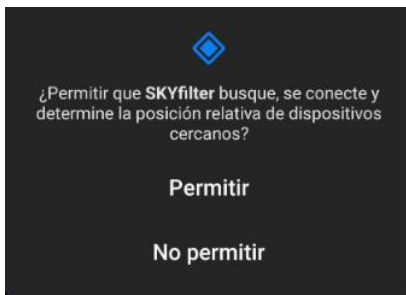 ¿Permitir que SKYfilter busque, se conecte y
determine la posición relativa de dispositivos
cercanos?
Permitir
No permitir